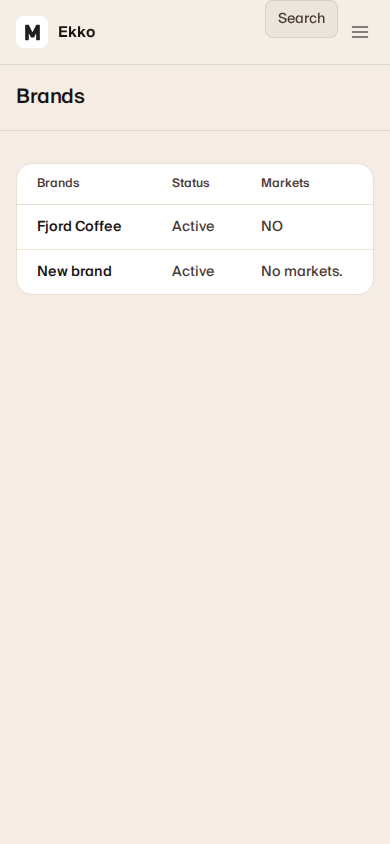 M Ekko Search
Brands
Brands Status Markets
Fjord Coffee Active NO
New brand Active No markets.